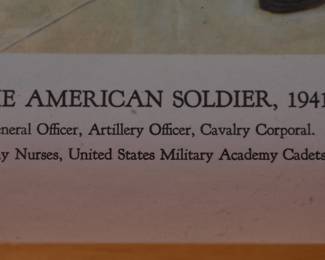 E AMERICAN SOLDIER, 1941
eneral Officer, Artillery Officer, Cavalry Corporal.
y Nurses, United States Military Academy Cadets